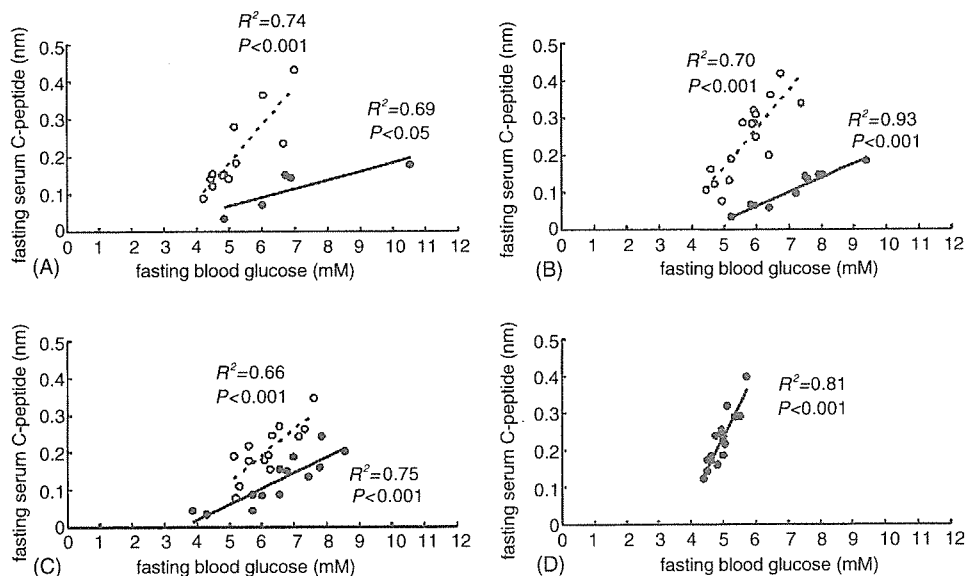 R²=0.74
P<0.001
R²=0.69
P<0.05
fasting serum C-peptide (nm)
0.5
0.4
0.3
0.2
0.1
0
0 1 2 3 4 5 6 7 8 9 10 11 12
(A)
fasting blood glucose (mM)
R²=0.70
P<0.001
R²=0.93
P<0.001
fasting serum C-peptide (nm)
0.5
0.4
0.3
0.2
0.1
0
0 1 2 3 4 5 6 7 8 9 10 11 12
(B)
fasting blood glucose (mM)
R²=0.66
P<0.001
R²=0.75
P<0.001
fasting serum C-peptide (nm)
0.5
0.4
0.3
0.2
0.1
0
0 1 2 3 4 5 6 7 8 9 10 11 12
(C)
fasting blood glucose (mM)
R²=0.81
P<0.001
fasting serum C-peptide (nm)
0.5
0.4
0.3
0.2
0.1
0
0 1 2 3 4 5 6 7 8 9 10 11 12
(D)
fasting blood glucose (mM)